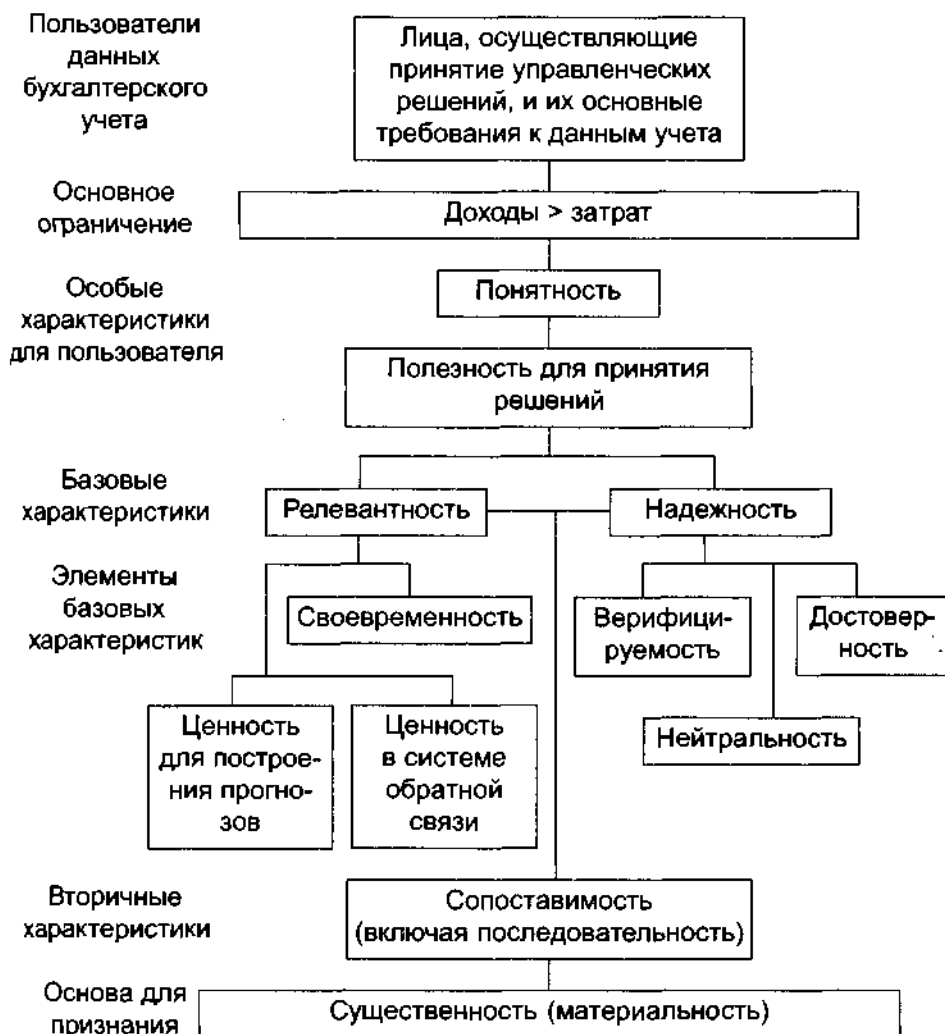 Пользователи
данных
бухгалтерского
учета
Лица, осуществляющие
принятие управленческих
решений, и их основные
требования к данным учета
Основное
ограничение
Доходы > затрат
Особые
характеристики
для пользователя
Понятность
Полезность для принятия
решений
Базовые
характеристики
Релевантность
Надежность
Элементы
базовых
характеристик
Своевременность
Верифици-
руемость
Достовер-
ность
Ценность
для построе-
ния прогно-
зов
Ценность
в системе
обратной
связи
Нейтральность
Вторичные
характеристики
Сопоставимость
(включая последовательность)
Основа для
признания
Существенность (материальность)